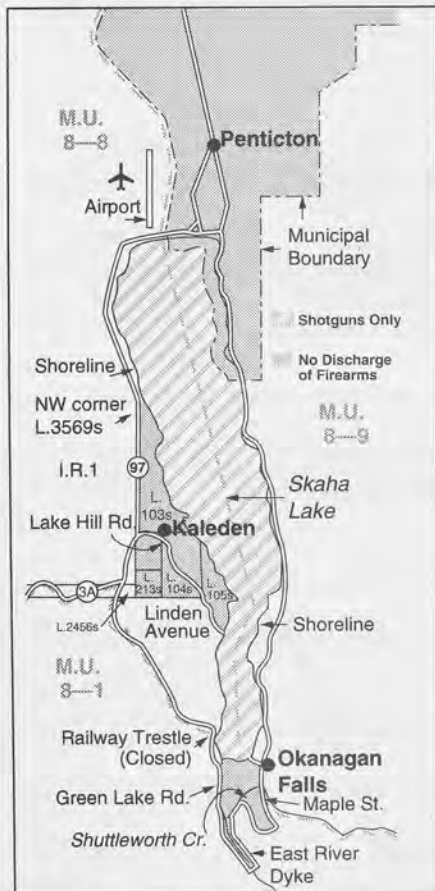 M.U.
8—8
Penticton
Airport
Municipal
Boundary
Shotguns Only
No Discharge
of Firearms
Shoreline
NW corner
L.3569s
M.U.
8—9
I.R.1
97
L.
103s
Skaha
Lake
Lake Hill Rd.
Kaleden
3A
L.
213s
L.
104s
L.
105s
L.2456s
Linden
Avenue
Shoreline
M.U.
8—1
Railway Trestle
(Closed)
Okanagan
Falls
Green Lake Rd.
Maple St.
Shuttleworth Cr.
East River
Dyke